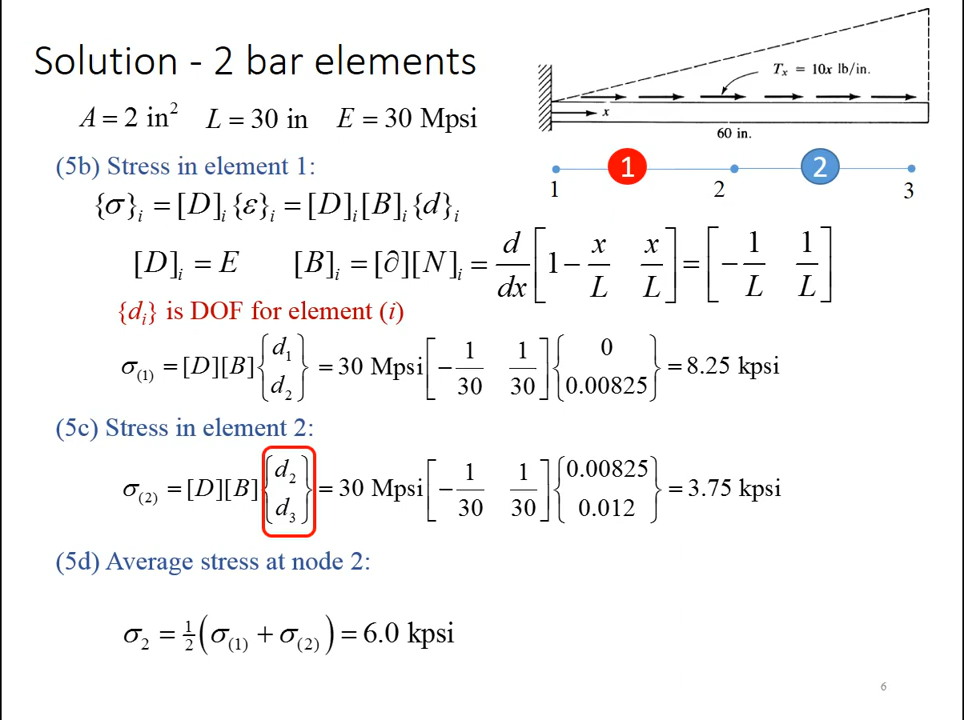 Solution - 2 bar elements
Tₓ = 10x lb/in.
x
60 in.
A = 2 in² L = 30 in E = 30 Mpsi
1 2
1 2 3
(5b) Stress in element 1:
{σ}ᵢ = [D]ᵢ{ε}ᵢ = [D]ᵢ[B]ᵢ{d}ᵢ
[D]ᵢ = E [B]ᵢ = [∂][N]ᵢ = d/dx [1 − x/L x/L] = [−1/L 1/L]
{dᵢ} is DOF for element (i)
σ₍₁₎ = [D][B]{d₁ d₂} = 30 Mpsi[−1/30 1/30]{0 0.00825} = 8.25 kpsi
(5c) Stress in element 2:
σ₍₂₎ = [D][B]{d₂ d₃} = 30 Mpsi[−1/30 1/30]{0.00825 0.012} = 3.75 kpsi
(5d) Average stress at node 2:
σ₂ = ½(σ₍₁₎ + σ₍₂₎) = 6.0 kpsi
6